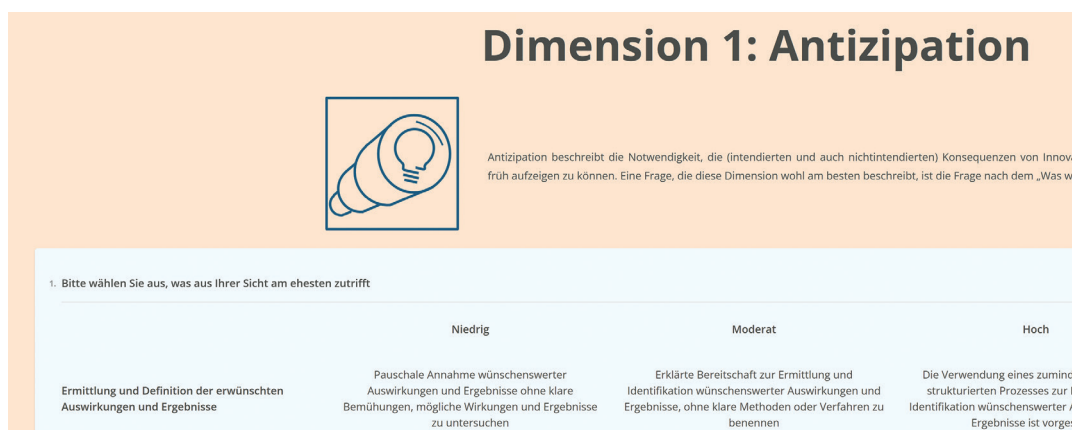 Dimension 1: Antizipation
Antizipation beschreibt die Notwendigkeit, die (intendierten und auch nichtintendierten) Konsequenzen von
früh aufzeigen zu können. Eine Frage, die diese Dimension wohl am besten beschreibt, ist die Frage nach dem „Was
1. Bitte wählen Sie aus, was aus Ihrer Sicht am ehesten zutrifft
Niedrig Moderat Hoch
Ermittlung und Definition der erwünschten
Auswirkungen und Ergebnisse
Pauschale Annahme wünschenswerter
Auswirkungen und Ergebnisse ohne klare
Bemühungen, mögliche Wirkungen und Ergebnisse
zu untersuchen
Erklärte Bereitschaft zur Ermittlung und
Identifikation wünschenswerter Auswirkungen und
Ergebnisse, ohne klare Methoden oder Verfahren zu
benennen
Die Verwendung eines
strukturierten Prozesses zur
Identifikation wünschenswerter
Ergebnisse ist